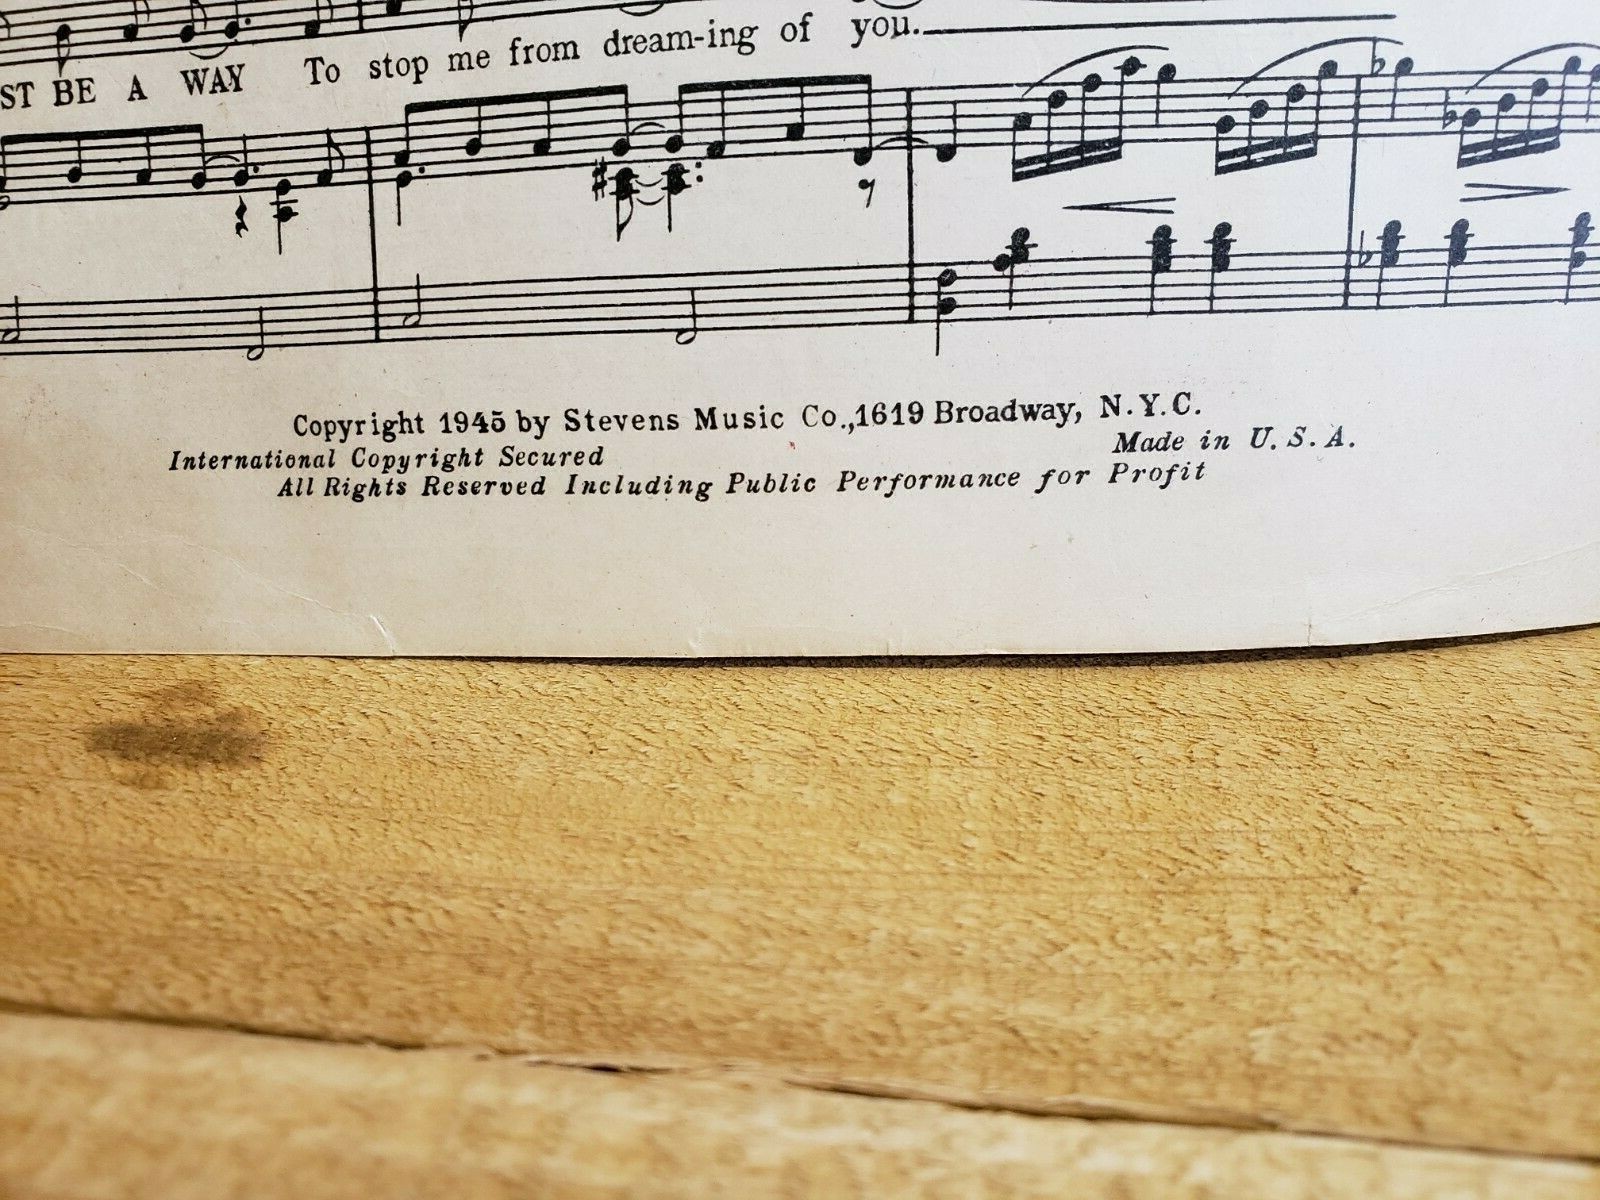 BE A WAY To stop me from dream-ing of you.
Copyright 1945 by Stevens Music Co., 1619 Broadway, N.Y.C.
International Copyright Secured Made in U. S. A.
All Rights Reserved Including Public Performance for Profit